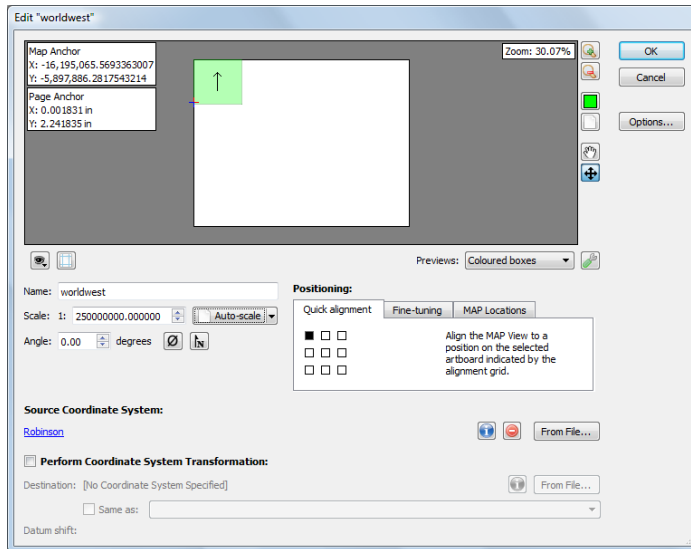 Edit "worldwest"
Map Anchor
X: -16,195,065.5693363007
Y: -5,897,886.2817543214
Page Anchor
X: 0.001831 in
Y: 2.241835 in
Zoom: 30.07%
OK
Cancel
Options...
Previews: Coloured boxes
Name: worldwest
Scale: 1: 250000000.000000 Auto-scale
Angle: 0.00 degrees Ø N
Positioning:
Quick alignment Fine-tuning MAP Locations
Align the MAP View to a
position on the selected
artboard indicated by the
alignment grid.
Source Coordinate System:
Robinson
From File...
Perform Coordinate System Transformation:
Destination: [No Coordinate System Specified]
From File...
Same as:
Datum shift: